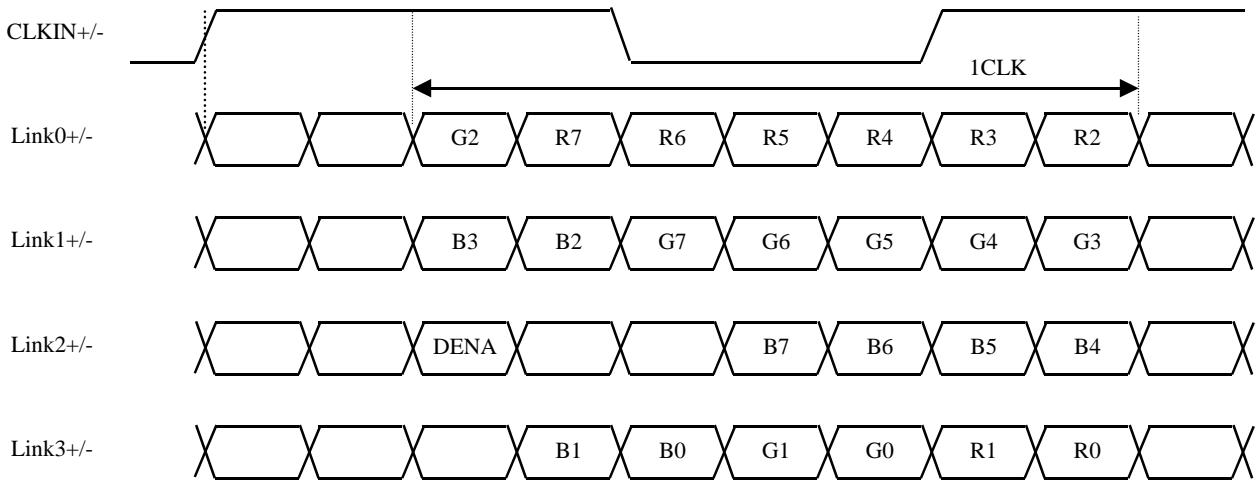 CLKIN+/-
1CLK
Link0+/- G2 R7 R6 R5 R4 R3 R2
Link1+/- B3 B2 G7 G6 G5 G4 G3
Link2+/- DENA B7 B6 B5 B4
Link3+/- B1 B0 G1 G0 R1 R0